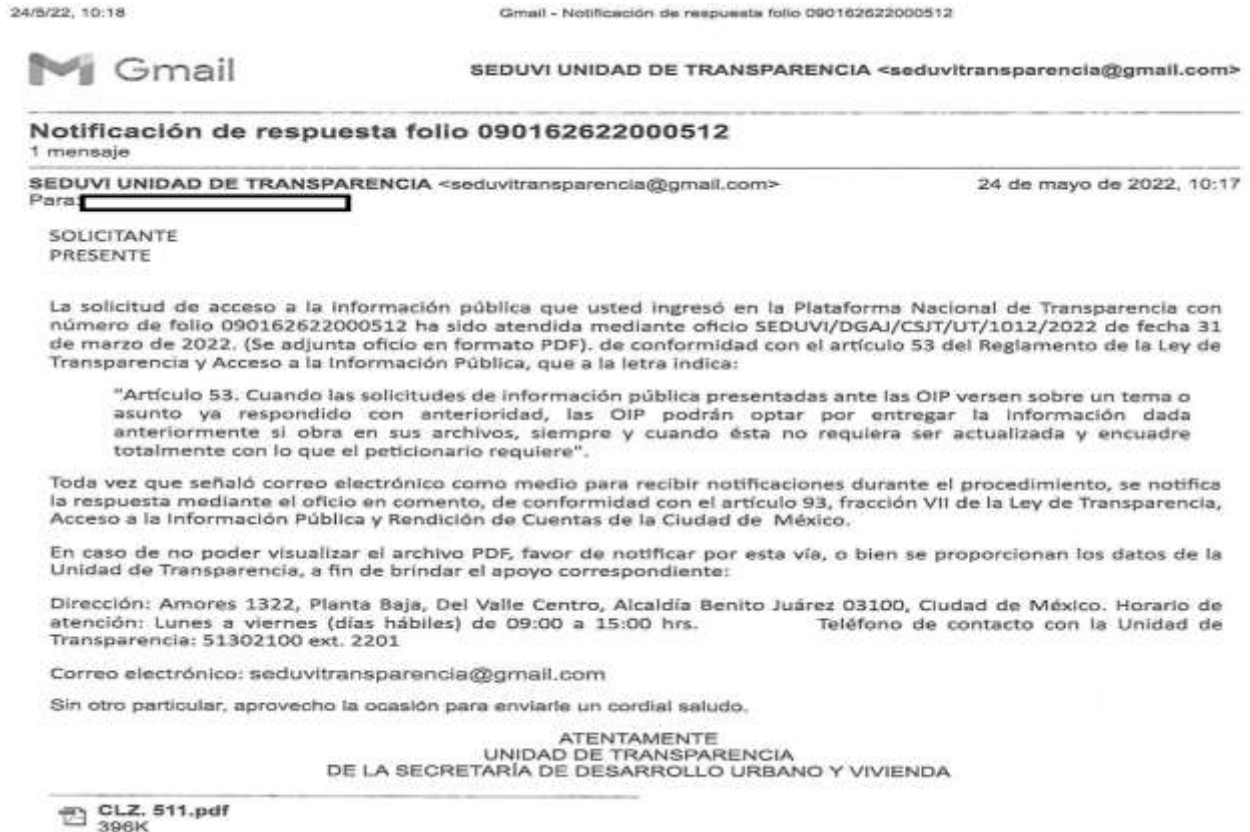 24/5/22, 10:18
Gmail - Notificación de respuesta folio 090162622000512
Gmail
SEDUVI UNIDAD DE TRANSPARENCIA <seduvitransparencia@gmail.com>
Notificación de respuesta folio 090162622000512
1 mensaje
SEDUVI UNIDAD DE TRANSPARENCIA <seduvitransparencia@gmail.com>
24 de mayo de 2022, 10:17
Para:
SOLICITANTE
PRESENTE
La solicitud de acceso a la información pública que usted ingresó en la Plataforma Nacional de Transparencia con
número de folio 090162622000512 ha sido atendida mediante oficio SEDUVI/DGAJ/CSJT/UT/1012/2022 de fecha 31
de marzo de 2022. (Se adjunta oficio en formato PDF). de conformidad con el artículo 53 del Reglamento de la Ley de
Transparencia y Acceso a la Información Pública, que a la letra indica:
"Artículo 53. Cuando las solicitudes de información pública presentadas ante las OIP versen sobre un tema o
asunto ya respondido con anterioridad, las OIP podrán optar por entregar la información dada
anteriormente si obra en sus archivos, siempre y cuando ésta no requiera ser actualizada y encuadre
totalmente con lo que el peticionario requiere".
Toda vez que señaló correo electrónico como medio para recibir notificaciones durante el procedimiento, se notifica
la respuesta mediante el oficio en comento, de conformidad con el artículo 93, fracción VII de la Ley de Transparencia,
Acceso a la Información Pública y Rendición de Cuentas de la Ciudad de México.
En caso de no poder visualizar el archivo PDF, favor de notificar por esta vía, o bien se proporcionan los datos de la
Unidad de Transparencia, a fin de brindar el apoyo correspondiente:
Dirección: Amores 1322, Planta Baja, Del Valle Centro, Alcaldía Benito Juárez 03100, Ciudad de México. Horario de
atención: Lunes a viernes (días hábiles) de 09:00 a 15:00 hrs. Teléfono de contacto con la Unidad de
Transparencia: 51302100 ext. 2201
Correo electrónico: seduvitransparencia@gmail.com
Sin otro particular, aprovecho la ocasión para enviarle un cordial saludo.
ATENTAMENTE
UNIDAD DE TRANSPARENCIA
DE LA SECRETARÍA DE DESARROLLO URBANO Y VIVIENDA
CLZ. 511.pdf
396K